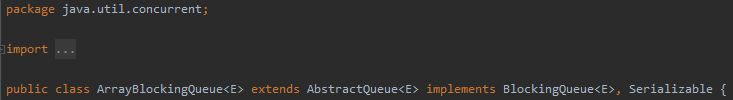 package java.util.concurrent;
import ...
public class ArrayBlockingQueue<E> extends AbstractQueue<E> implements BlockingQueue<E>, Serializable {